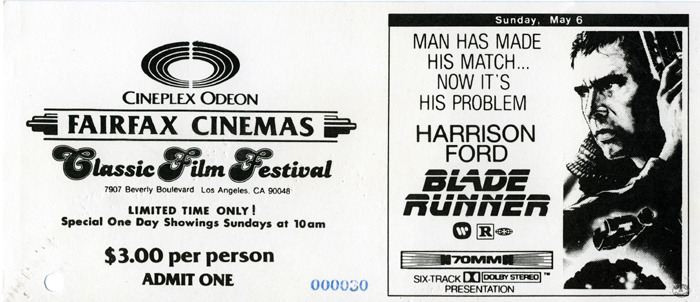 CINEPLEX ODEON
FAIRFAX CINEMAS
Classic Film Festival
7907 Beverly Boulevard Los Angeles, CA 90048
LIMITED TIME ONLY!
Special One Day Showings Sundays at 10am
$3.00 per person
ADMIT ONE
000030
Sunday, May 6
MAN HAS MADE
HIS MATCH...
NOW IT'S
HIS PROBLEM
HARRISON
FORD
BLADE
RUNNER
R
70MM
SIX-TRACK DOLBY STEREO ™
PRESENTATION